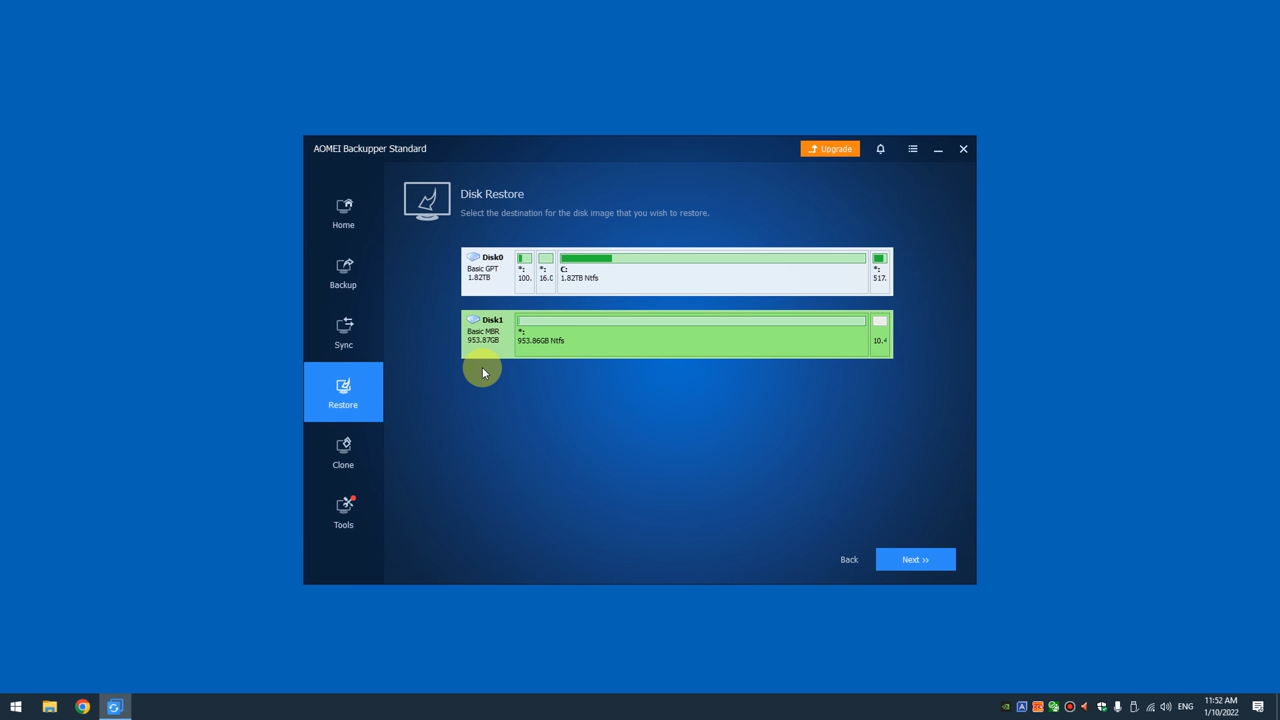 AOMEI Backupper Standard
Upgrade
Home
Backup
Sync
Restore
Clone
Tools
Disk Restore
Select the destination for the disk image that you wish to restore.
Disk0
Basic GPT
1.82TB
*:
100.
*:
16.0
C:
1.82TB Ntfs
*:
517.
Disk1
Basic MBR
953.87GB
*:
953.86GB Ntfs
10.4
Back
Next >>
ENG
11:52 AM
1/10/2022